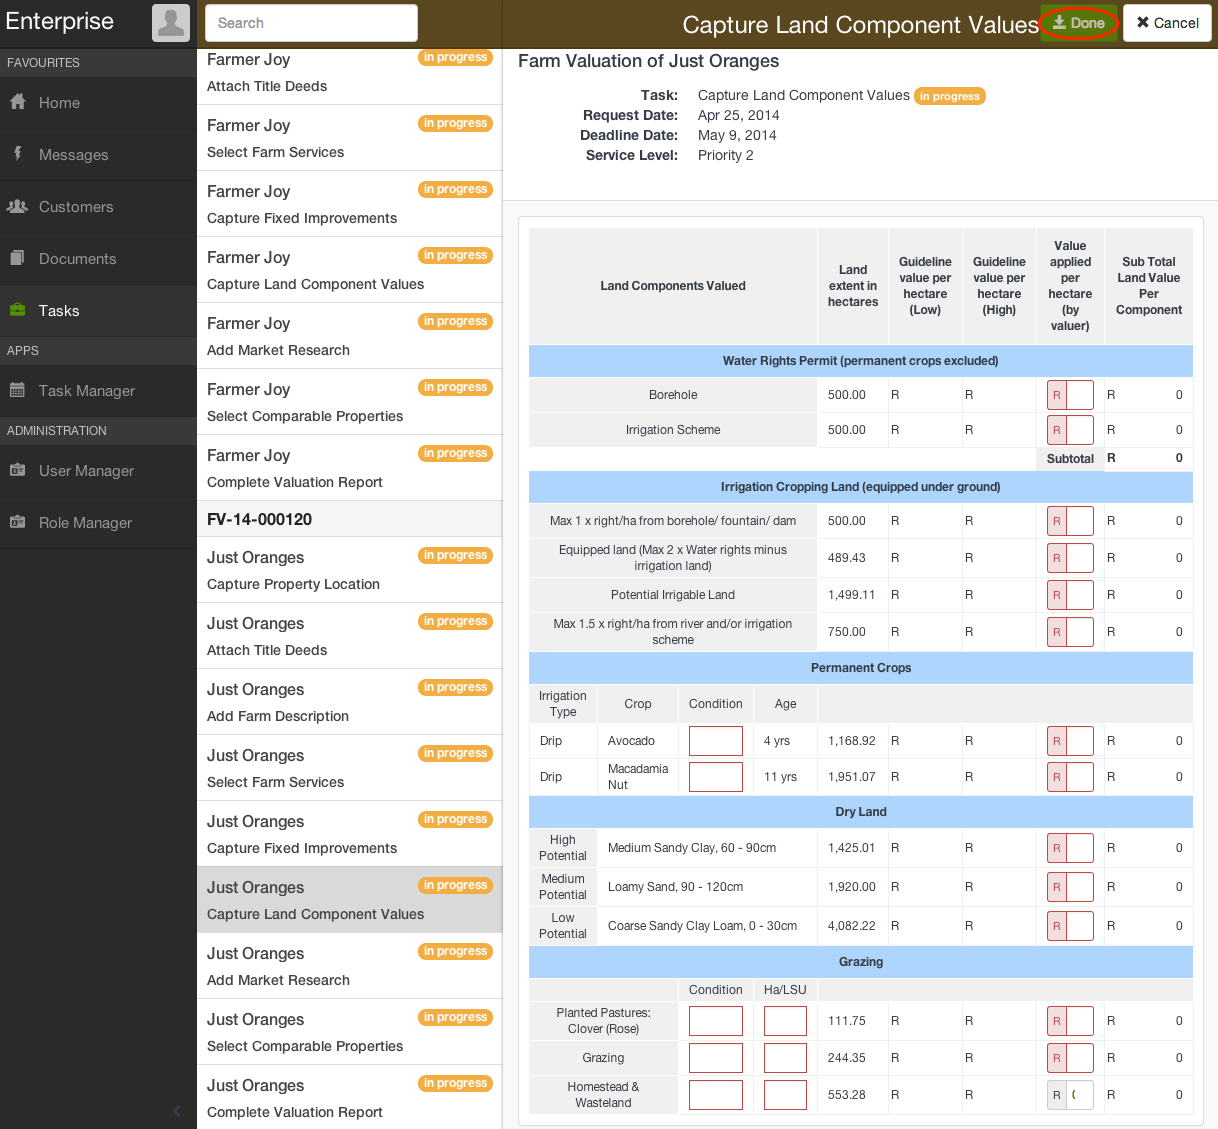 Enterprise
Search
Capture Land Component Values
Done
Cancel
FAVOURITES
Home
Messages
Customers
Documents
Tasks
APPS
Task Manager
ADMINISTRATION
User Manager
Role Manager
Farmer Joy in progress
Attach Title Deeds
Farmer Joy in progress
Select Farm Services
Farmer Joy in progress
Capture Fixed Improvements
Farmer Joy in progress
Capture Land Component Values
Farmer Joy in progress
Add Market Research
Farmer Joy in progress
Select Comparable Properties
Farmer Joy in progress
Complete Valuation Report
FV-14-000120
Just Oranges in progress
Capture Property Location
Just Oranges in progress
Attach Title Deeds
Just Oranges in progress
Add Farm Description
Just Oranges in progress
Select Farm Services
Just Oranges in progress
Capture Fixed Improvements
Just Oranges in progress
Capture Land Component Values
Just Oranges in progress
Add Market Research
Just Oranges in progress
Select Comparable Properties
Just Oranges in progress
Complete Valuation Report
Farm Valuation of Just Oranges
Task: Capture Land Component Values in progress
Request Date: Apr 25, 2014
Deadline Date: May 9, 2014
Service Level: Priority 2
Land Components Valued
Land
extent in
hectares
Guideline
value per
hectare
(Low)
Guideline
value per
hectare
(High)
Value
applied
per
hectare
(by
valuer)
Sub Total
Land Value
Per
Component
Water Rights Permit (permanent crops excluded)
Borehole 500.00 R R R R 0
Irrigation Scheme 500.00 R R R R 0
Subtotal R 0
Irrigation Cropping Land (equipped under ground)
Max 1 x right/ha from borehole/ fountain/ dam 500.00 R R R R 0
Equipped land (Max 2 x Water rights minus
irrigation land) 489.43 R R R R 0
Potential Irrigable Land 1,499.11 R R R R 0
Max 1.5 x right/ha from river and/or irrigation
scheme 750.00 R R R R 0
Permanent Crops
Irrigation
Type
Crop Condition Age
Drip Avocado 4 yrs 1,168.92 R R R R 0
Drip Macadamia
Nut 11 yrs 1,951.07 R R R R 0
Dry Land
High
Potential Medium Sandy Clay, 60 - 90cm 1,425.01 R R R R 0
Medium
Potential Loamy Sand, 90 - 120cm 1,920.00 R R R R 0
Low
Potential Coarse Sandy Clay Loam, 0 - 30cm 4,082.22 R R R R 0
Grazing
Condition Ha/LSU
Planted Pastures:
Clover (Rose) 111.75 R R R R 0
Grazing 244.35 R R R R 0
Homestead &
Wasteland 553.28 R R R R 0